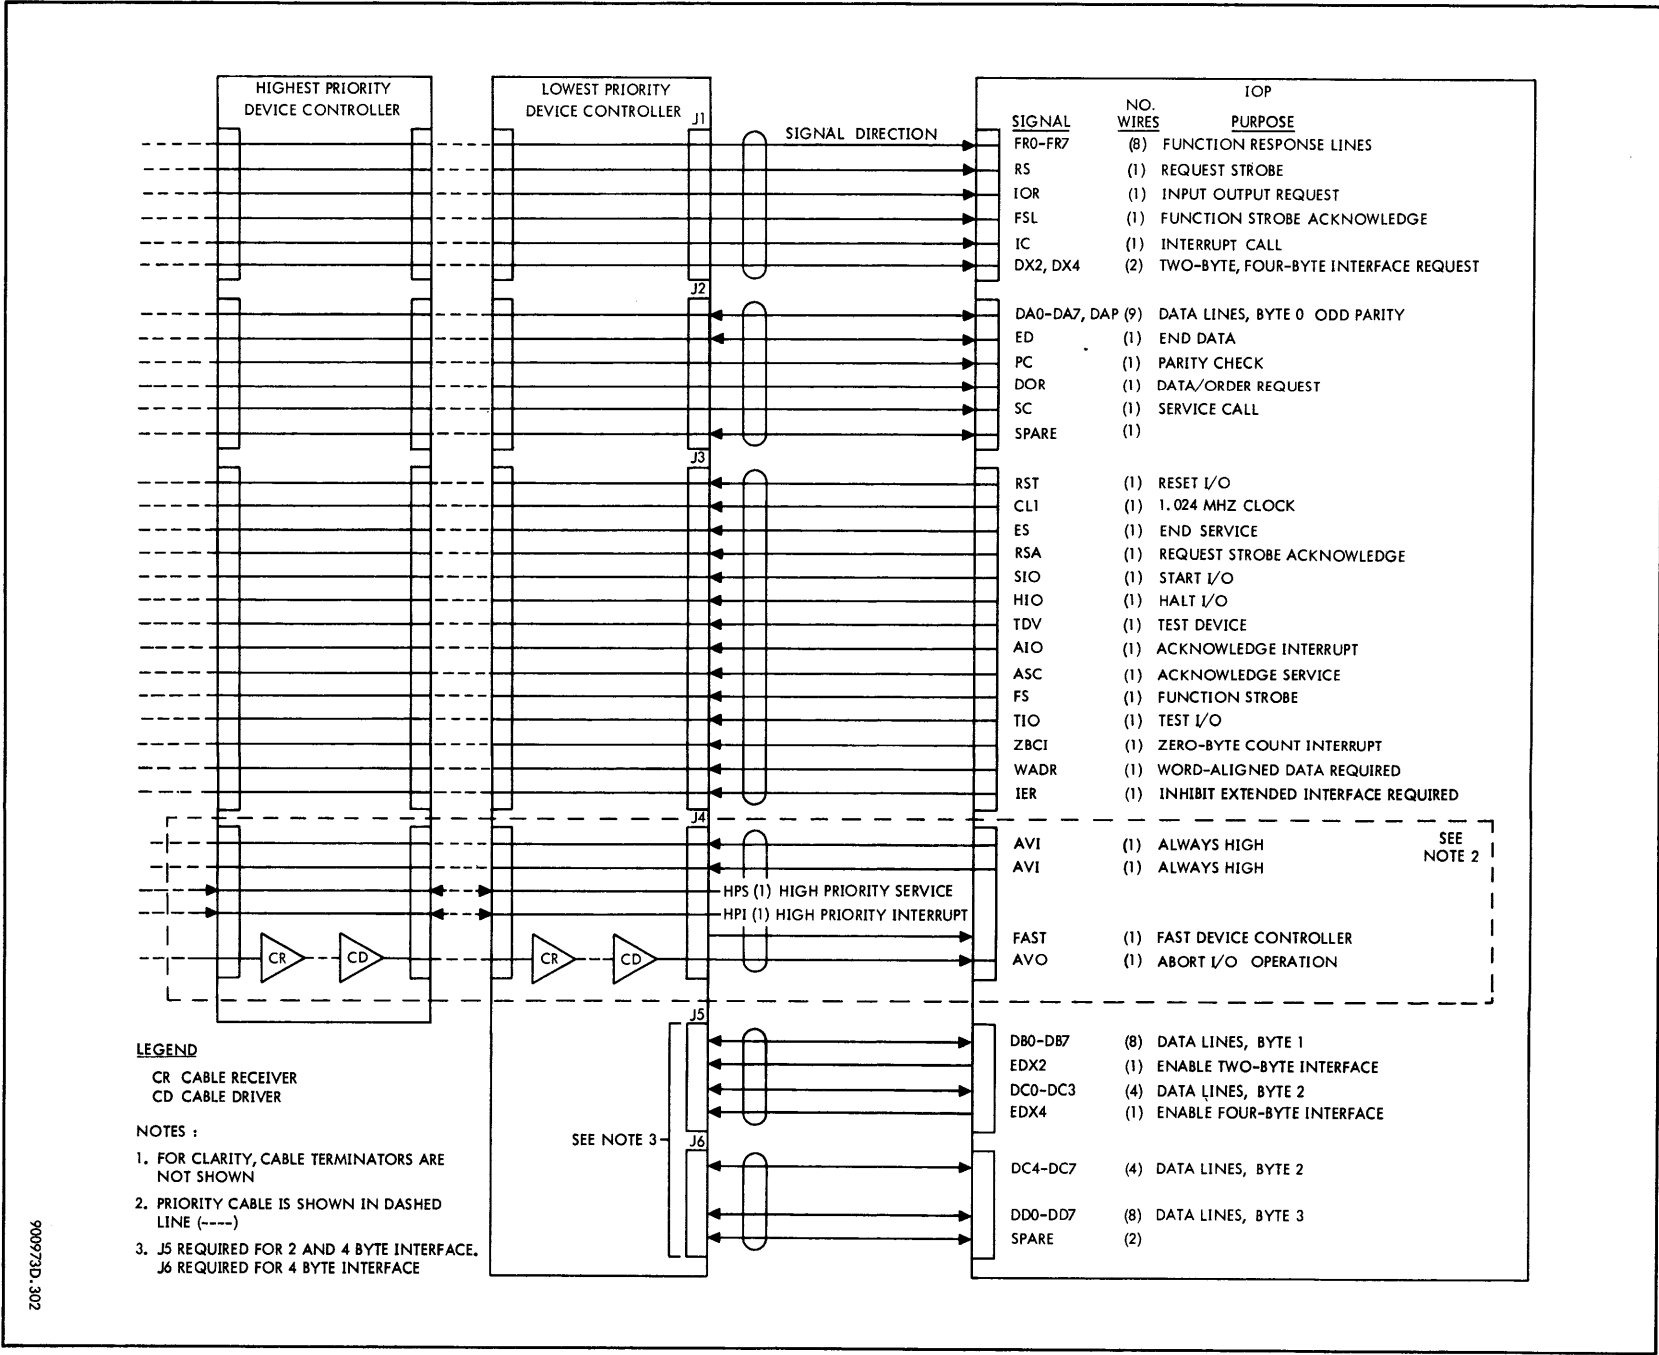 HIGHEST PRIORITY
DEVICE CONTROLLER
LOWEST PRIORITY
DEVICE CONTROLLER
J1
SIGNAL DIRECTION
IOP
SIGNAL NO. WIRES PURPOSE
FR0-FR7 (8) FUNCTION RESPONSE LINES
RS (1) REQUEST STROBE
IOR (1) INPUT OUTPUT REQUEST
FSL (1) FUNCTION STROBE ACKNOWLEDGE
IC (1) INTERRUPT CALL
DX2, DX4 (2) TWO-BYTE, FOUR-BYTE INTERFACE REQUEST
J2
DA0-DA7, DAP (9) DATA LINES, BYTE 0 ODD PARITY
ED (1) END DATA
PC (1) PARITY CHECK
DOR (1) DATA/ORDER REQUEST
SC (1) SERVICE CALL
SPARE (1)
J3
RST (1) RESET I/O
CL1 (1) 1.024 MHZ CLOCK
ES (1) END SERVICE
RSA (1) REQUEST STROBE ACKNOWLEDGE
SIO (1) START I/O
HIO (1) HALT I/O
TDV (1) TEST DEVICE
AIO (1) ACKNOWLEDGE INTERRUPT
ASC (1) ACKNOWLEDGE SERVICE
FS (1) FUNCTION STROBE
TIO (1) TEST I/O
ZBCI (1) ZERO-BYTE COUNT INTERRUPT
WADR (1) WORD-ALIGNED DATA REQUIRED
IER (1) INHIBIT EXTENDED INTERFACE REQUIRED
J4
AVI (1) ALWAYS HIGH
AVI (1) ALWAYS HIGH
SEE
NOTE 2
HPS (1) HIGH PRIORITY SERVICE
HPI (1) HIGH PRIORITY INTERRUPT
FAST (1) FAST DEVICE CONTROLLER
CR CD CR CD
AVO (1) ABORT I/O OPERATION
J5
DB0-DB7 (8) DATA LINES, BYTE 1
EDX2 (1) ENABLE TWO-BYTE INTERFACE
DC0-DC3 (4) DATA LINES, BYTE 2
EDX4 (1) ENABLE FOUR-BYTE INTERFACE
SEE NOTE 3
J6
DC4-DC7 (4) DATA LINES, BYTE 2
DD0-DD7 (8) DATA LINES, BYTE 3
SPARE (2)
LEGEND
CR CABLE RECEIVER
CD CABLE DRIVER
NOTES :
1. FOR CLARITY, CABLE TERMINATORS ARE
NOT SHOWN
2. PRIORITY CABLE IS SHOWN IN DASHED
LINE (----)
3. J5 REQUIRED FOR 2 AND 4 BYTE INTERFACE.
J6 REQUIRED FOR 4 BYTE INTERFACE
900973D.302